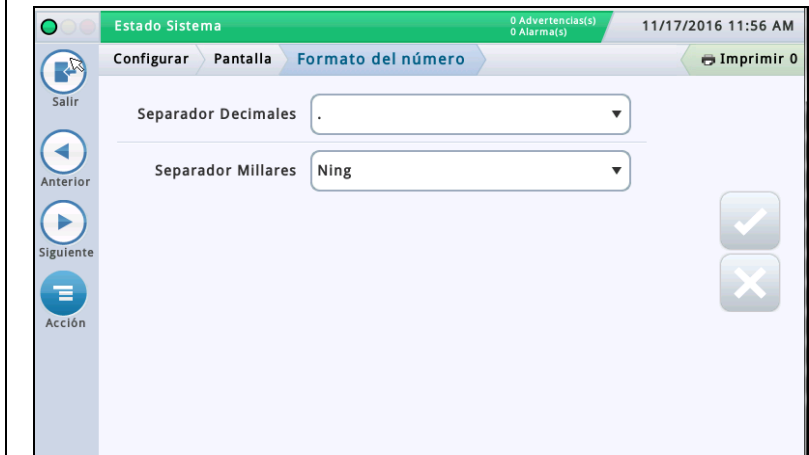 Estado Sistema
0 Advertencias(s)
0 Alarma(s)
11/17/2016 11:56 AM
Configurar Pantalla Formato del número
Imprimir 0
Salir
Separador Decimales .
Separador Millares Ning
Anterior
Siguiente
Acción